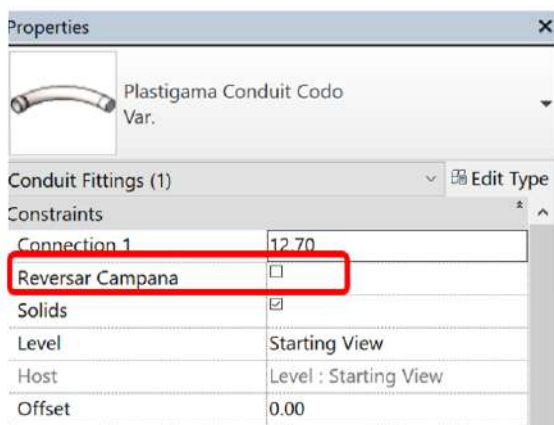 Properties
Plastigama Conduit Codo
Var.
Conduit Fittings (1) Edit Type
Constraints
Connection 1 12.70
Reversar Campana
Solids
Level Starting View
Host Level : Starting View
Offset 0.00